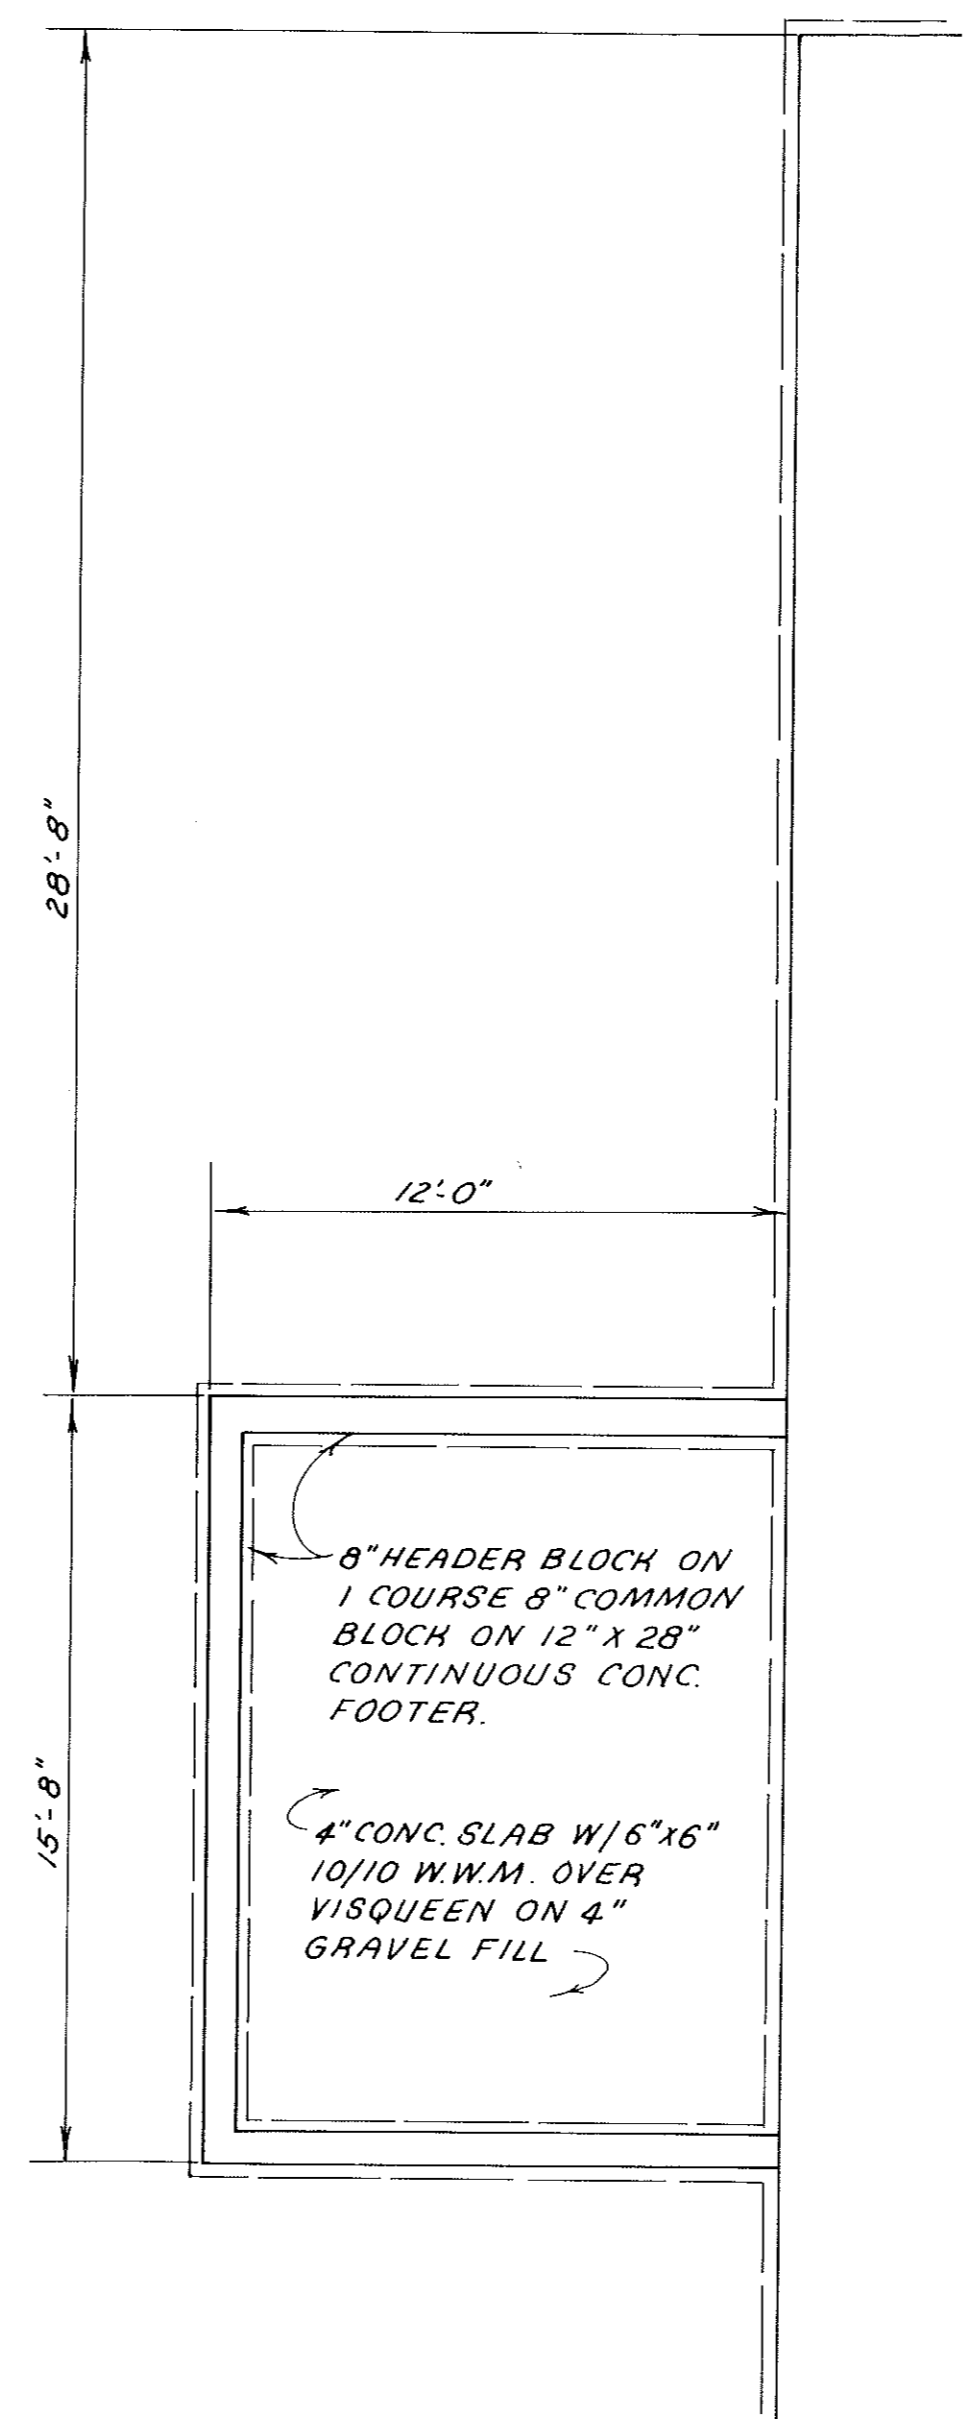 28'-8"
12'-0"
8" HEADER BLOCK ON
1 COURSE 8" COMMON
BLOCK ON 12" X 28"
CONTINUOUS CONC.
FOOTER.
15'-8"
4" CONC. SLAB W/6"X6"
10/10 W.W.M. OVER
VISQUEEN ON 4"
GRAVEL FILL